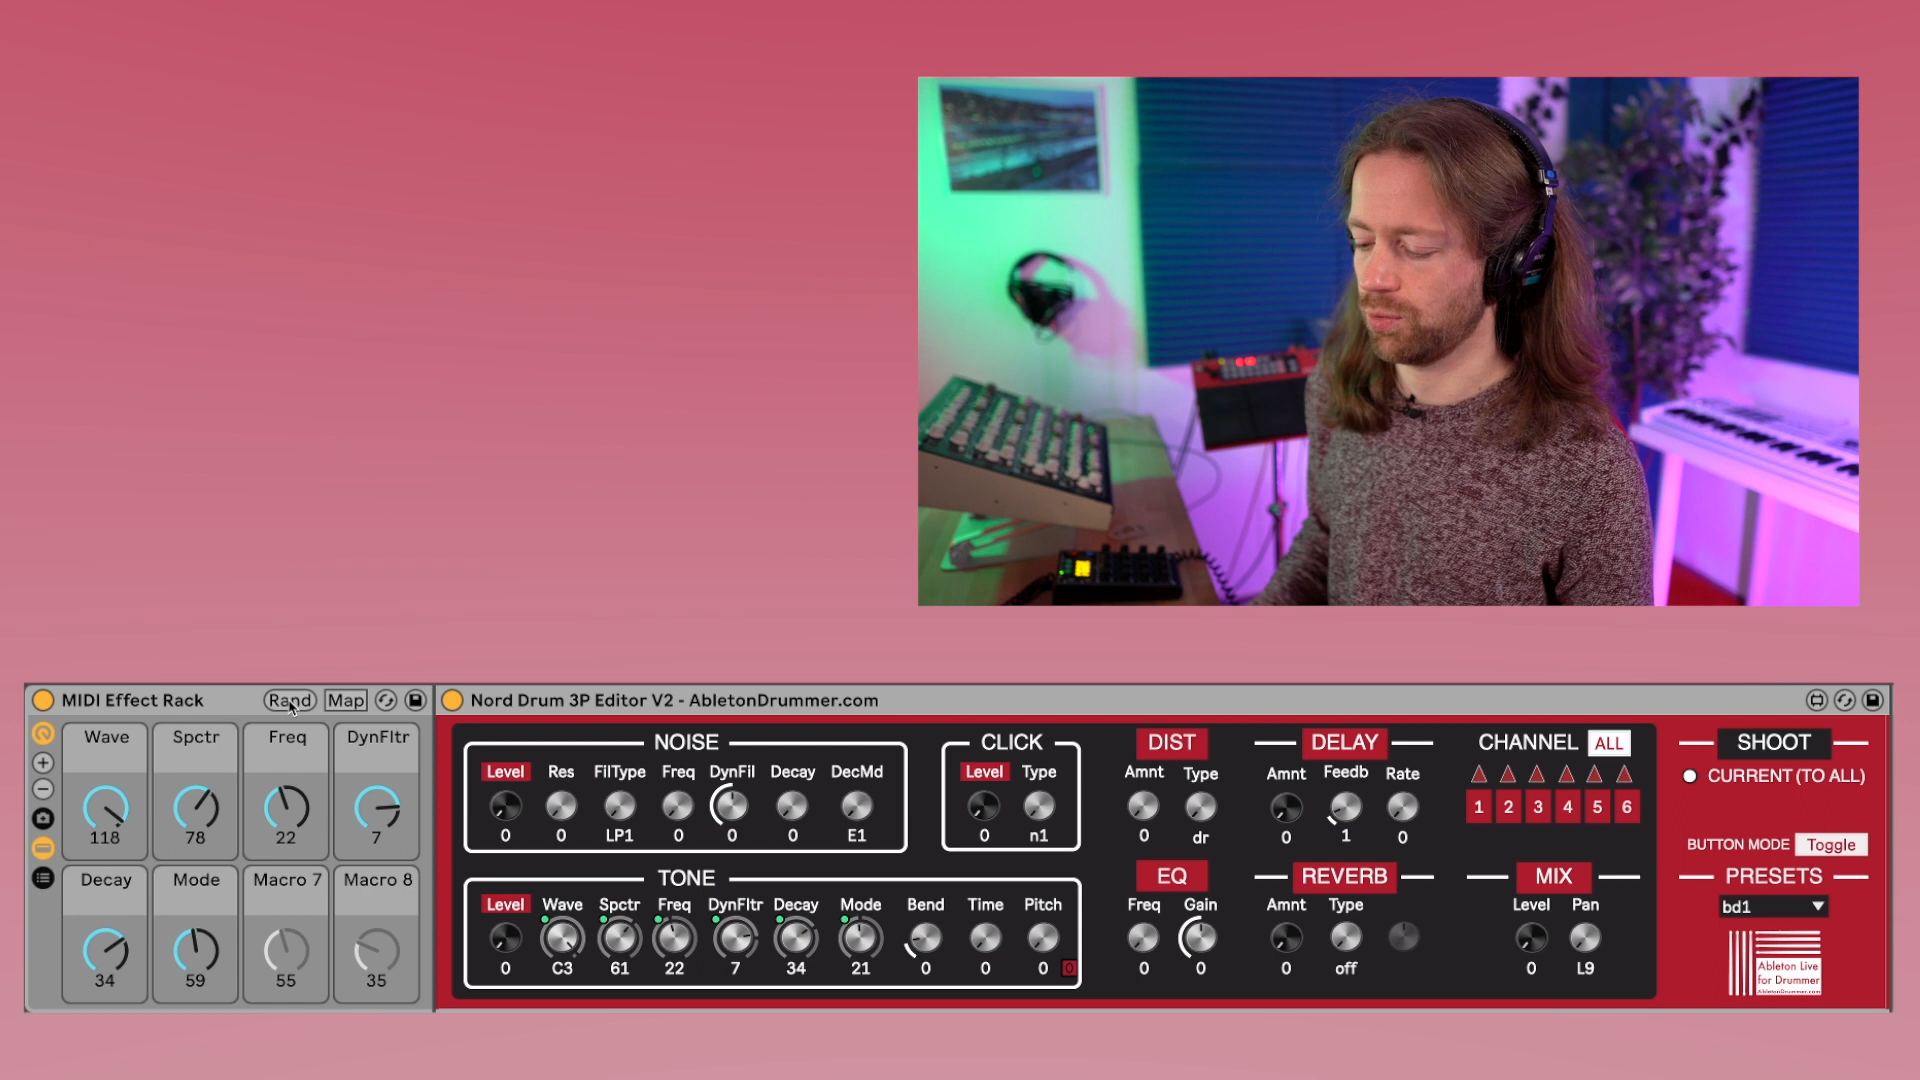 MIDI Effect Rack Rand Map
Wave Spctr Freq DynFltr
118 78 22 7
Decay Mode Macro 7 Macro 8
34 59 55 35
Nord Drum 3P Editor V2 - AbletonDrummer.com
NOISE
Level Res FilType Freq DynFil Decay DecMd
0 0 LP1 0 0 0 E1
CLICK
Level Type
0 n1
DIST
Amnt Type
0 dr
DELAY
Amnt Feedb Rate
0 1 0
CHANNEL ALL
1 2 3 4 5 6
SHOOT
CURRENT (TO ALL)
BUTTON MODE Toggle
TONE
Level Wave Spctr Freq DynFltr Decay Mode Bend Time Pitch
0 C3 61 22 7 34 21 0 0 0 0
EQ
Freq Gain
0 0
REVERB
Amnt Type
0 off
MIX
Level Pan
0 L9
PRESETS
bd1
Ableton Live
for Drummer
AbletonDrummer.com